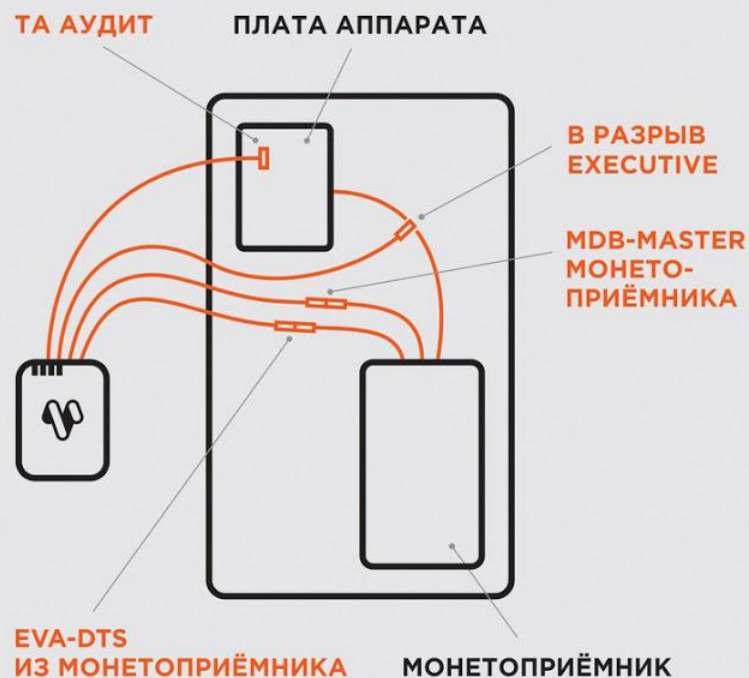 ТА АУДИТ
ПЛАТА АППАРАТА
В РАЗРЫВ
EXECUTIVE
MDB-MASTER
МОНЕТО-
ПРИЁМНИКА
EVA-DTS
ИЗ МОНЕТОПРИЁМНИКА
МОНЕТОПРИЁМНИК